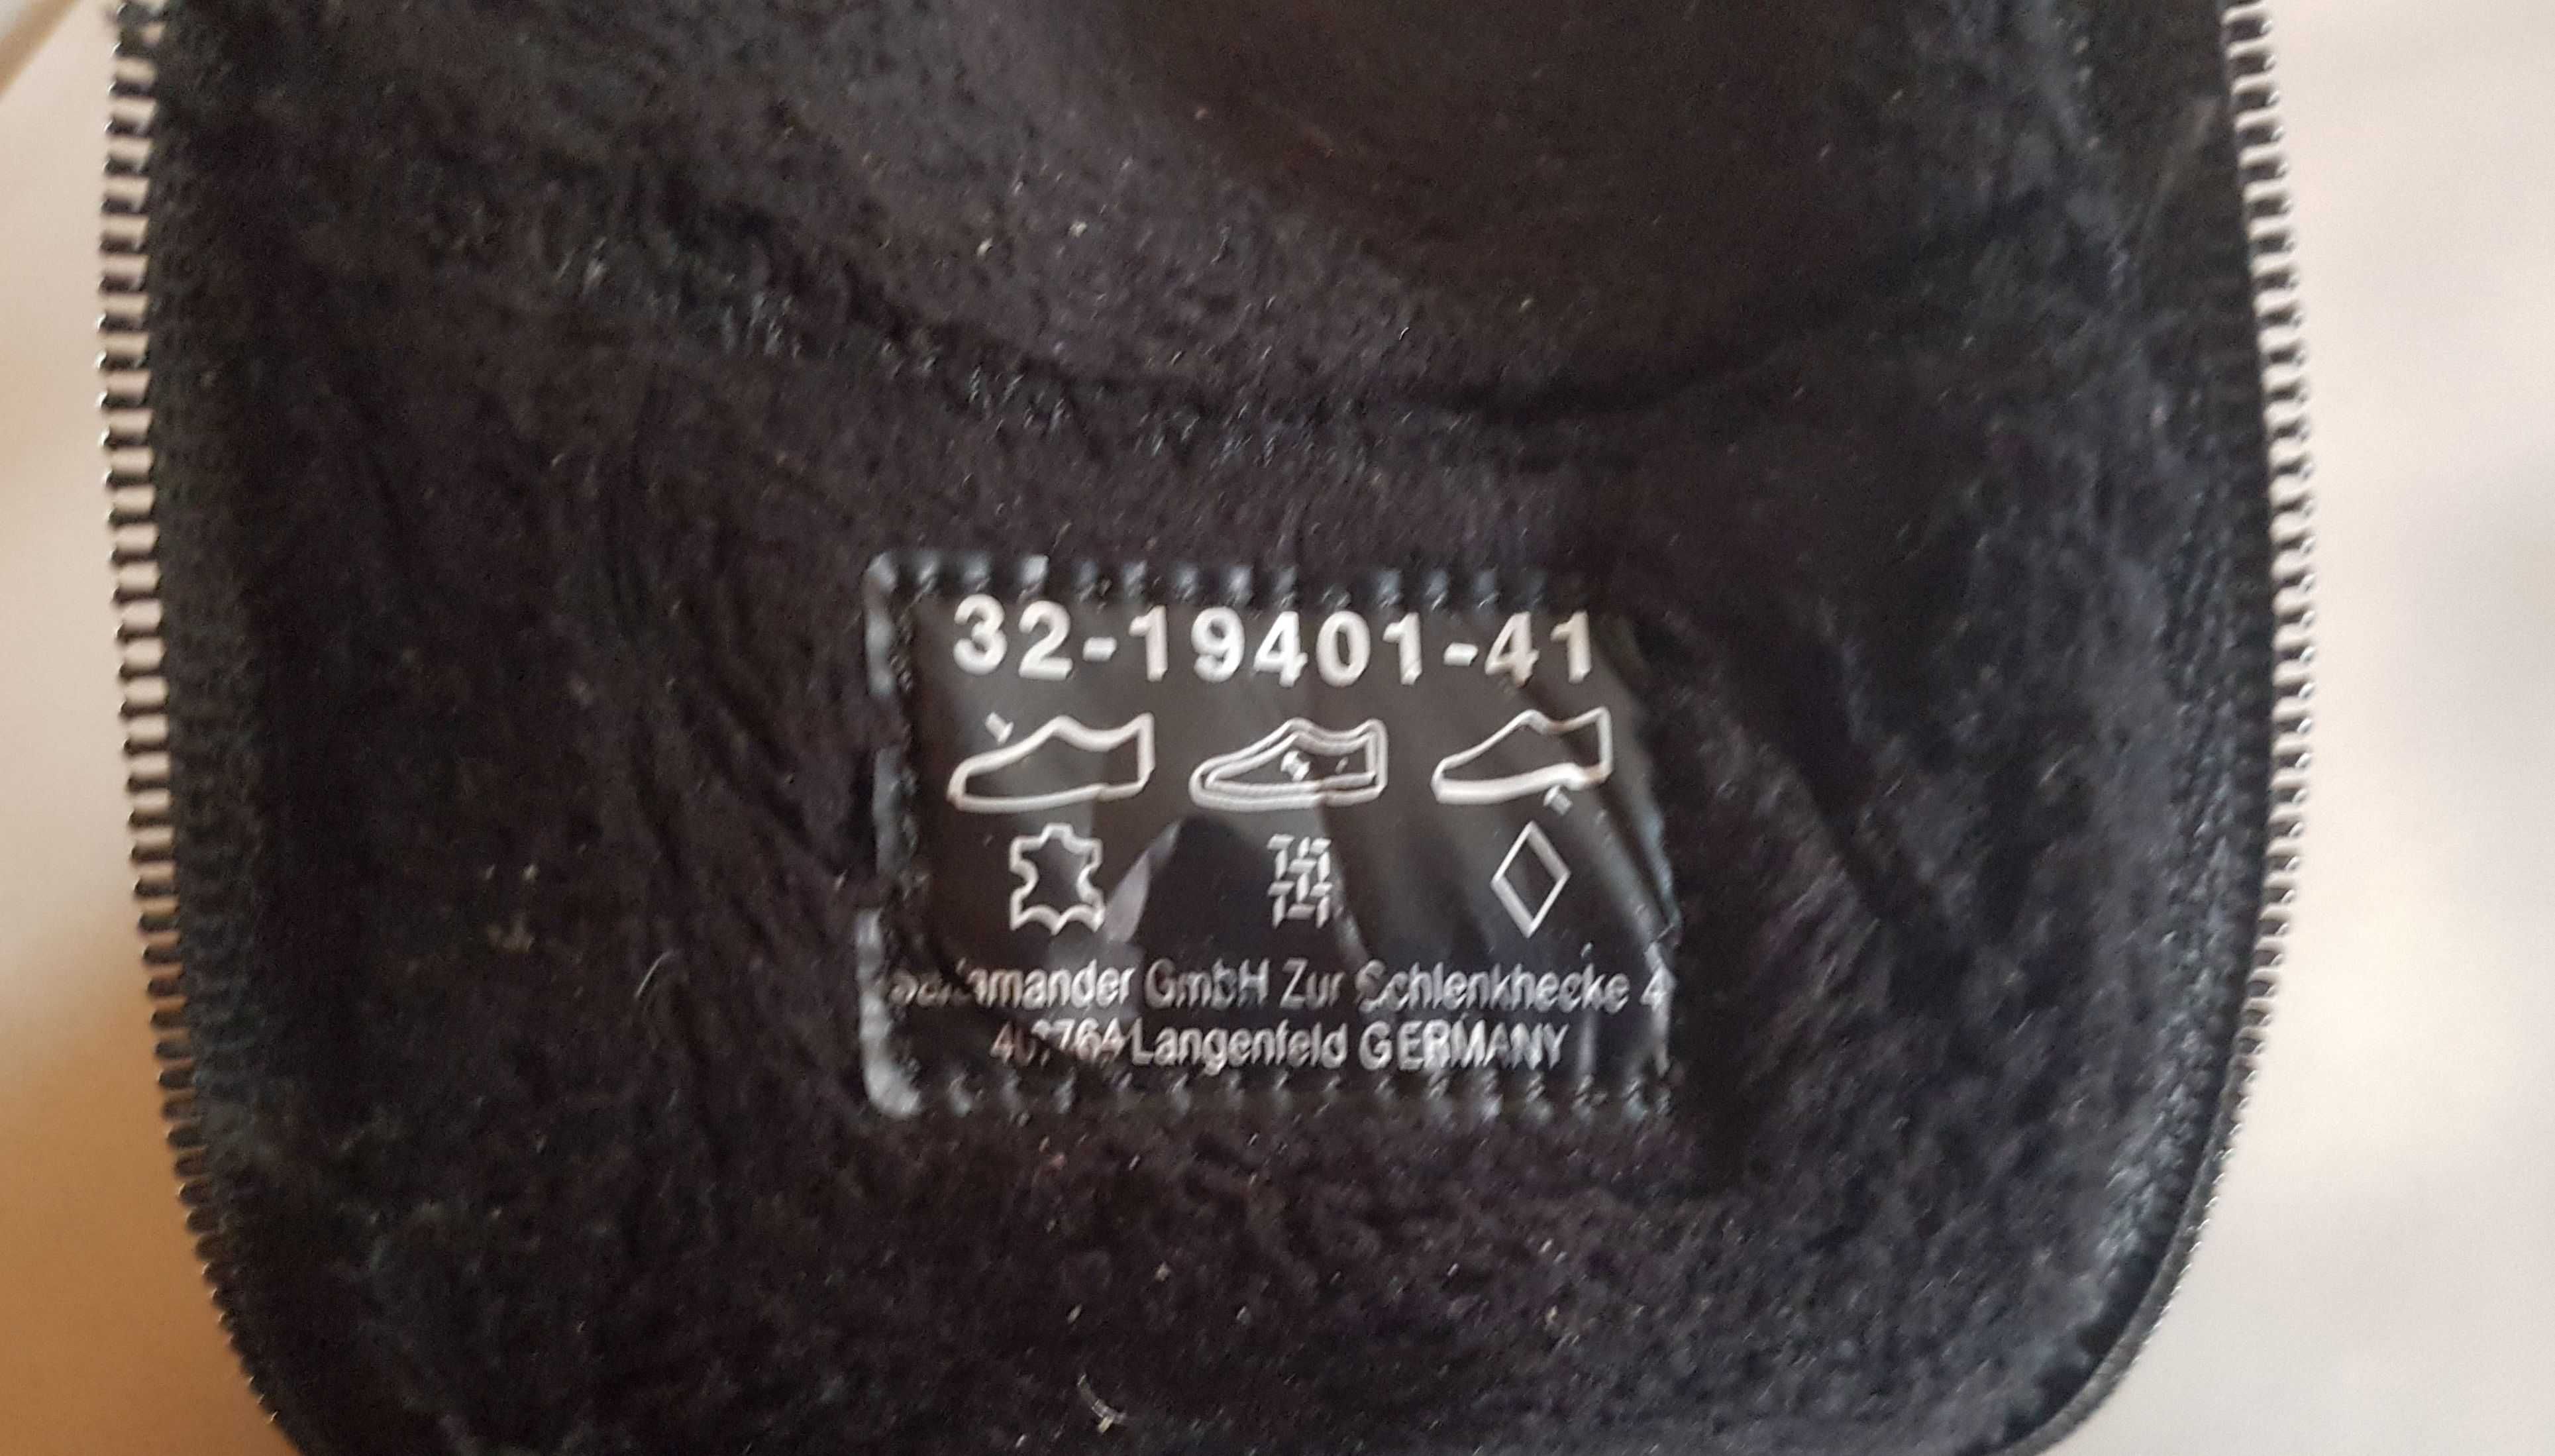 32-19401-41
Salamander GmbH Zur Schlenkhecke 4
40764 Langenfeld GERMANY